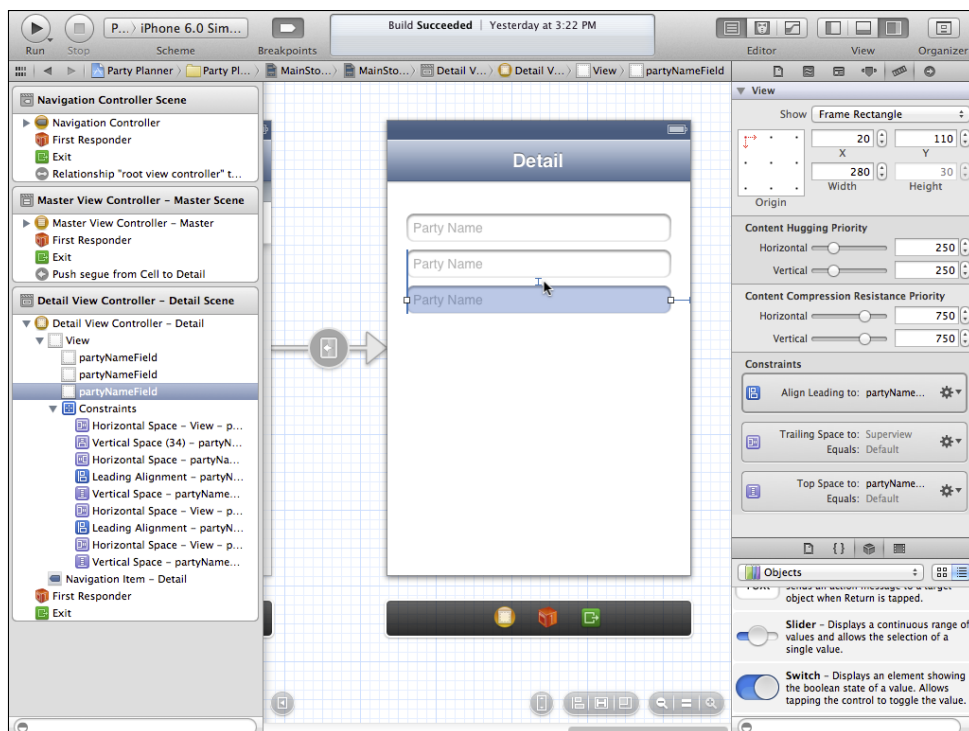 P... › iPhone 6.0 Sim...
Build Succeeded | Yesterday at 3:22 PM
Run
Stop
Scheme
Breakpoints
Editor
View
Organizer
Party Planner
Party Pl...
MainSto...
MainSto...
Detail V...
Detail V...
View
partyNameField
Navigation Controller Scene
Navigation Controller
First Responder
Exit
Relationship "root view controller" t...
Master View Controller – Master Scene
Master View Controller – Master
First Responder
Exit
Push segue from Cell to Detail
Detail View Controller – Detail Scene
Detail View Controller – Detail
View
partyNameField
partyNameField
partyNameField
Constraints
Horizontal Space – View – p...
Vertical Space (34) – partyN...
Horizontal Space – partyNa...
Leading Alignment – partyN...
Vertical Space – partyName...
Horizontal Space – View – p...
Leading Alignment – partyN...
Horizontal Space – View – p...
Vertical Space – partyName...
Navigation Item – Detail
First Responder
Exit
Detail
Party Name
Party Name
Party Name
View
Show Frame Rectangle
20 110
X Y
280 30
Width Height
Origin
Content Hugging Priority
Horizontal 250
Vertical 250
Content Compression Resistance Priority
Horizontal 750
Vertical 750
Constraints
Align Leading to: partyName...
Trailing Space to: Superview
Equals: Default
Top Space to: partyName...
Equals: Default
{}
Objects
object when Return is tapped.
Slider – Displays a continuous range of
values and allows the selection of a
single value.
Switch – Displays an element showing
the boolean state of a value. Allows
tapping the control to toggle the value.